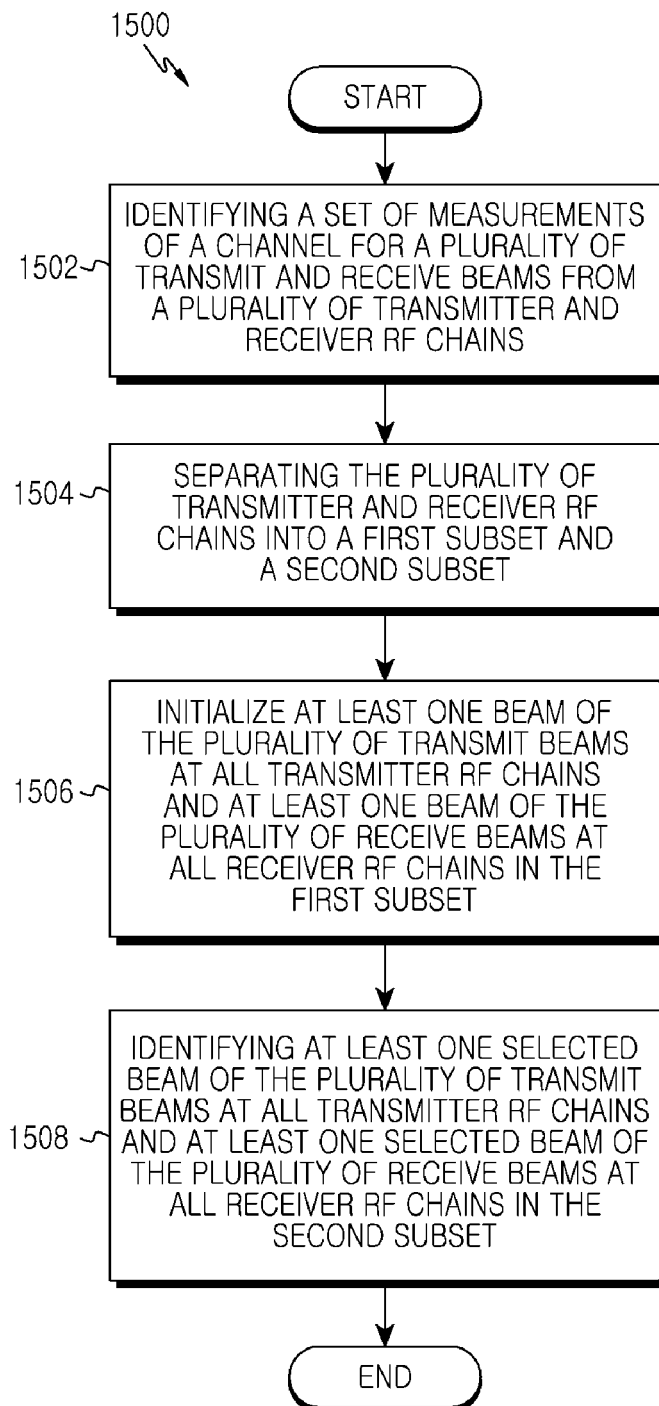 1500
START
1502
IDENTIFYING A SET OF MEASUREMENTS
OF A CHANNEL FOR A PLURALITY OF
TRANSMIT AND RECEIVE BEAMS FROM
A PLURALITY OF TRANSMITTER AND
RECEIVER RF CHAINS
1504
SEPARATING THE PLURALITY OF
TRANSMITTER AND RECEIVER RF
CHAINS INTO A FIRST SUBSET AND
A SECOND SUBSET
1506
INITIALIZE AT LEAST ONE BEAM OF
THE PLURALITY OF TRANSMIT BEAMS
AT ALL TRANSMITTER RF CHAINS
AND AT LEAST ONE BEAM OF THE
PLURALITY OF RECEIVE BEAMS AT
ALL RECEIVER RF CHAINS IN THE
FIRST SUBSET
1508
IDENTIFYING AT LEAST ONE SELECTED
BEAM OF THE PLURALITY OF TRANSMIT
BEAMS AT ALL TRANSMITTER RF CHAINS
AND AT LEAST ONE SELECTED BEAM OF
THE PLURALITY OF RECEIVE BEAMS AT
ALL RECEIVER RF CHAINS IN THE
SECOND SUBSET
END